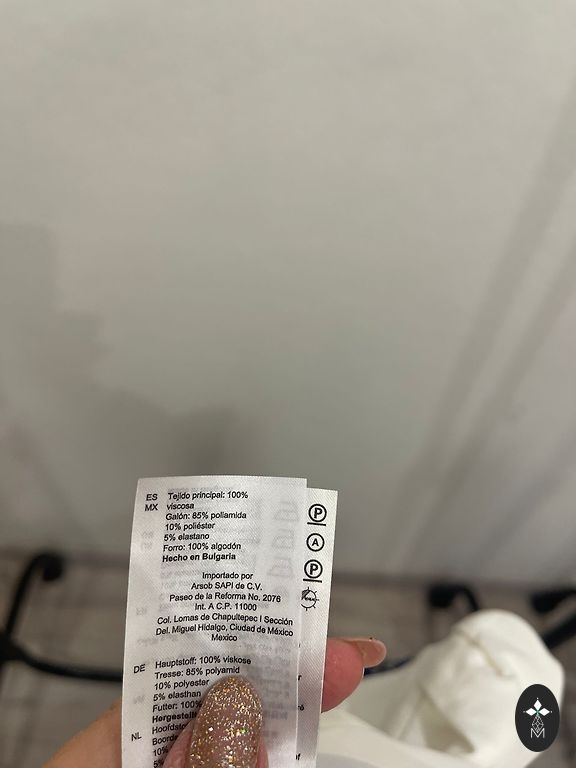 ES Tejido principal: 100%
MX viscosa
Galón: 85% poliamida
10% poliéster
5% elastano
Forro: 100% algodón
Hecho en Bulgaria
Importado por
Arsob SAPI de C.V.
Paseo de la Reforma No. 2076
Int. A C.P. 11000
Col. Lomas de Chapultepec I Sección
Del. Miguel Hidalgo, Ciudad de México
Mexico
DE Hauptstoff: 100% viskose
Tresse: 85% polyamid
10% polyester
5% elasthan
Futter: 100%
NL
10%
5%
P
A
P